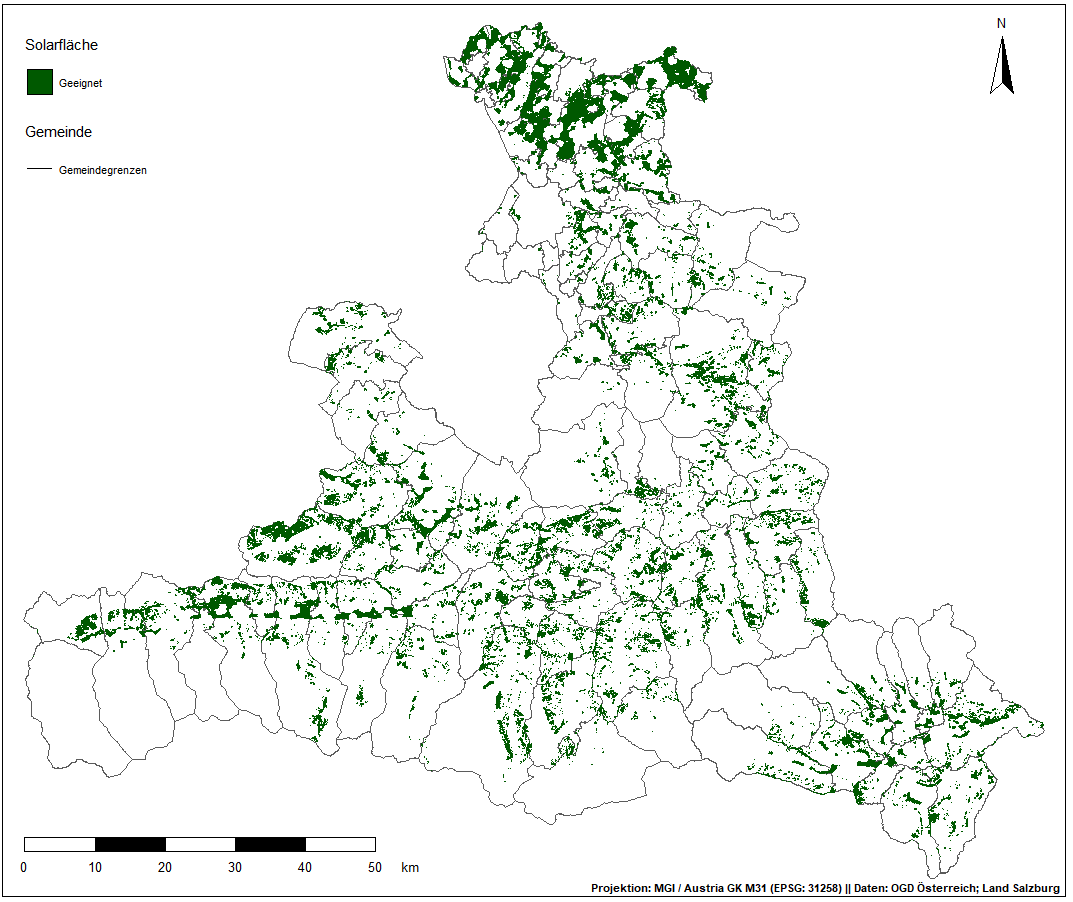 Solarfläche
Geeignet
Gemeinde
Gemeindegrenzen
N
0 10 20 30 40 50 km
Projektion: MGI / Austria GK M31 (EPSG: 31258) || Daten: OGD Österreich; Land Salzburg